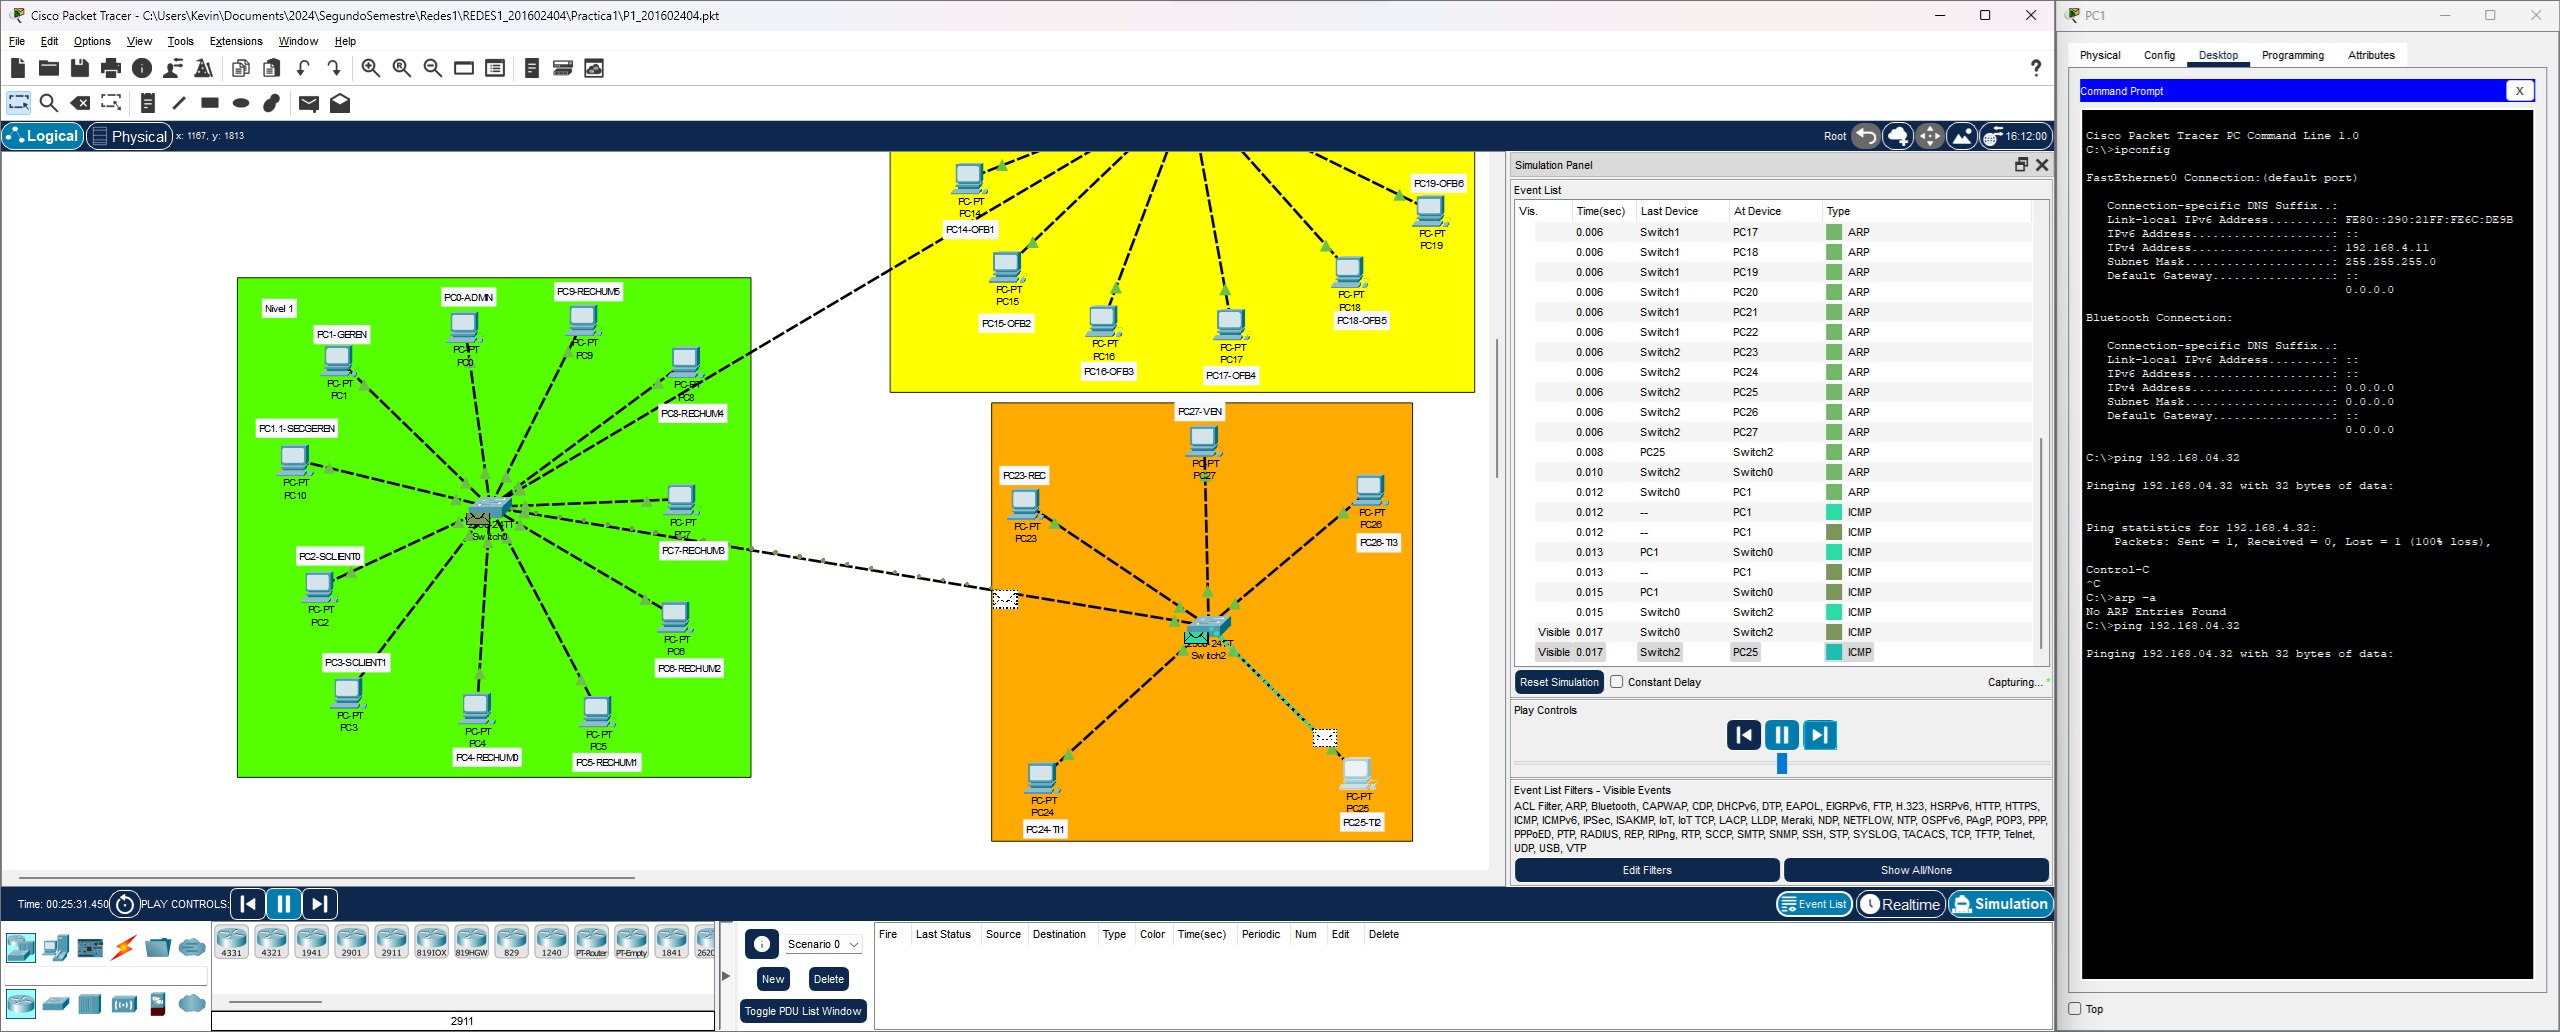 Cisco Packet Tracer - C:\Users\Kevin\Documents\2024\SegundoSemestre\Redes1\REDES1_201602404\Practica1\P1_201602404.pkt
File Edit Options View Tools Extensions Window Help
Logical Physical x: 1167, y: 1813
Root 16:12:00
PC-PT
PC14
PC14-OFB1
PC-PT
PC15
PC15-OFB2
PC-PT
PC16
PC16-OFB3
PC-PT
PC17
PC17-OFB4
PC-PT
PC18
PC18-OFB5
PC19-OFB6
PC-PT
PC19
Nivel 1
PC0-ADMIN
PC-PT
PC0
PC9-RECHUM5
PC-PT
PC9
PC1-GEREN
PC-PT
PC1
PC-PT
PC8
PC8-RECHUM4
PC1.1-SECGEREN
PC-PT
PC10
PC-PT
PC7
PC7-RECHUM3
2960-24TT
Switch0
PC2-SCLIENT0
PC-PT
PC2
PC-PT
PC6
PC6-RECHUM2
PC3-SCLIENT1
PC-PT
PC3
PC-PT
PC4
PC4-RECHUM0
PC-PT
PC5
PC5-RECHUM1
PC27-VEN
PC-PT
PC27
PC23-REC
PC-PT
PC23
PC-PT
PC26
PC26-TI3
2960-24TT
Switch2
PC-PT
PC24
PC24-TI1
PC-PT
PC25
PC25-TI2
Simulation Panel
Event List
Vis. Time(sec) Last Device At Device Type
0.006 Switch1 PC17 ARP
0.006 Switch1 PC18 ARP
0.006 Switch1 PC19 ARP
0.006 Switch1 PC20 ARP
0.006 Switch1 PC21 ARP
0.006 Switch1 PC22 ARP
0.006 Switch2 PC23 ARP
0.006 Switch2 PC24 ARP
0.006 Switch2 PC25 ARP
0.006 Switch2 PC26 ARP
0.006 Switch2 PC27 ARP
0.008 PC25 Switch2 ARP
0.010 Switch2 Switch0 ARP
0.012 Switch0 PC1 ARP
0.012 -- PC1 ICMP
0.012 -- PC1 ICMP
0.013 PC1 Switch0 ICMP
0.013 -- PC1 ICMP
0.015 PC1 Switch0 ICMP
0.015 Switch0 Switch2 ICMP
Visible 0.017 Switch0 Switch2 ICMP
Visible 0.017 Switch2 PC25 ICMP
Reset Simulation Constant Delay Capturing... *
Play Controls
Event List Filters - Visible Events
ACL Filter, ARP, Bluetooth, CAPWAP, CDP, DHCPv6, DTP, EAPOL, EIGRPv6, FTP, H.323, HSRPv6, HTTP, HTTPS,
ICMP, ICMPv6, IPSec, ISAKMP, IoT, IoT TCP, LACP, LLDP, Meraki, NDP, NETFLOW, NTP, OSPFv6, PAgP, POP3, PPP,
PPPoED, PTP, RADIUS, REP, RIPng, RTP, SCCP, SMTP, SNMP, SSH, STP, SYSLOG, TACACS, TCP, TFTP, Telnet,
UDP, USB, VTP
Edit Filters Show All/None
Time: 00:25:31.450 PLAY CONTROLS:
Event List Realtime Simulation
4331 4321 1941 2901 2911 819IOX 819HGW 829 1240 PT-Router PT-Empty 1841 2620
2911
Scenario 0
New Delete
Toggle PDU List Window
Fire Last Status Source Destination Type Color Time(sec) Periodic Num Edit Delete
PC1
Physical Config Desktop Programming Attributes
Command Prompt X
Cisco Packet Tracer PC Command Line 1.0
C:\>ipconfig
FastEthernet0 Connection:(default port)
Connection-specific DNS Suffix..:
Link-local IPv6 Address.........: FE80::290:21FF:FE6C:DE9B
IPv6 Address....................: ::
IPv4 Address....................: 192.168.4.11
Subnet Mask.....................: 255.255.255.0
Default Gateway.................: ::
0.0.0.0
Bluetooth Connection:
Connection-specific DNS Suffix..:
Link-local IPv6 Address.........: ::
IPv6 Address....................: ::
IPv4 Address....................: 0.0.0.0
Subnet Mask.....................: 0.0.0.0
Default Gateway.................: ::
0.0.0.0
C:\>ping 192.168.04.32
Pinging 192.168.04.32 with 32 bytes of data:
Ping statistics for 192.168.4.32:
Packets: Sent = 1, Received = 0, Lost = 1 (100% loss),
Control-C
^C
C:\>arp -a
No ARP Entries Found
C:\>ping 192.168.04.32
Pinging 192.168.04.32 with 32 bytes of data:
Top